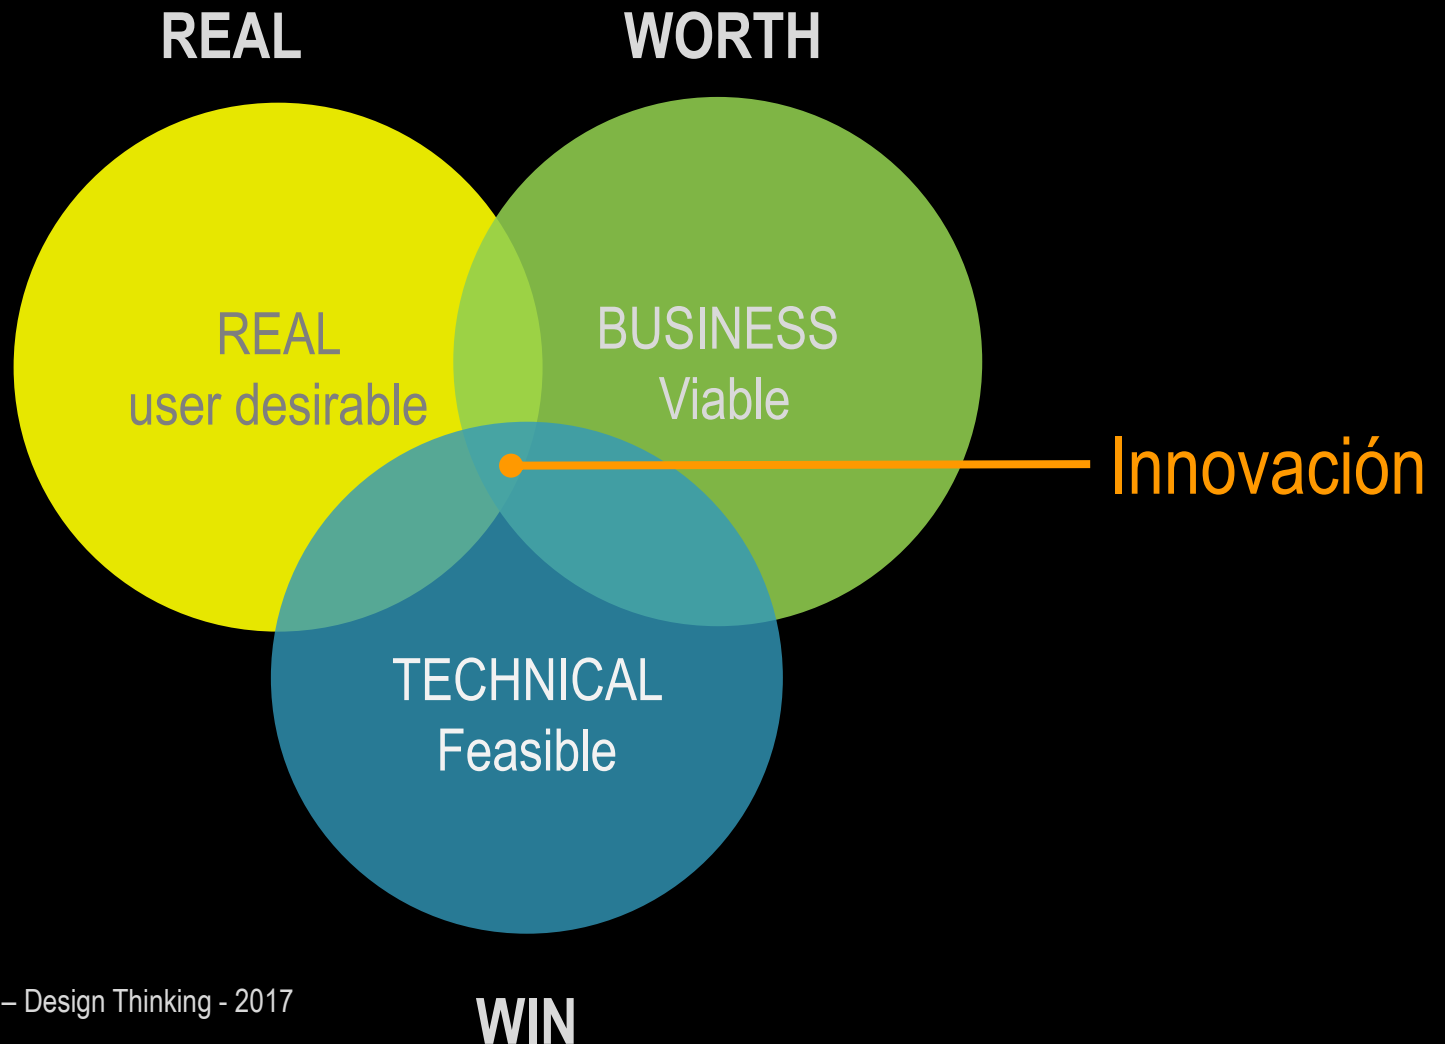 REAL
WORTH
REAL
user desirable
BUSINESS
Viable
Innovación
TECHNICAL
Feasible
– Design Thinking - 2017
WIN